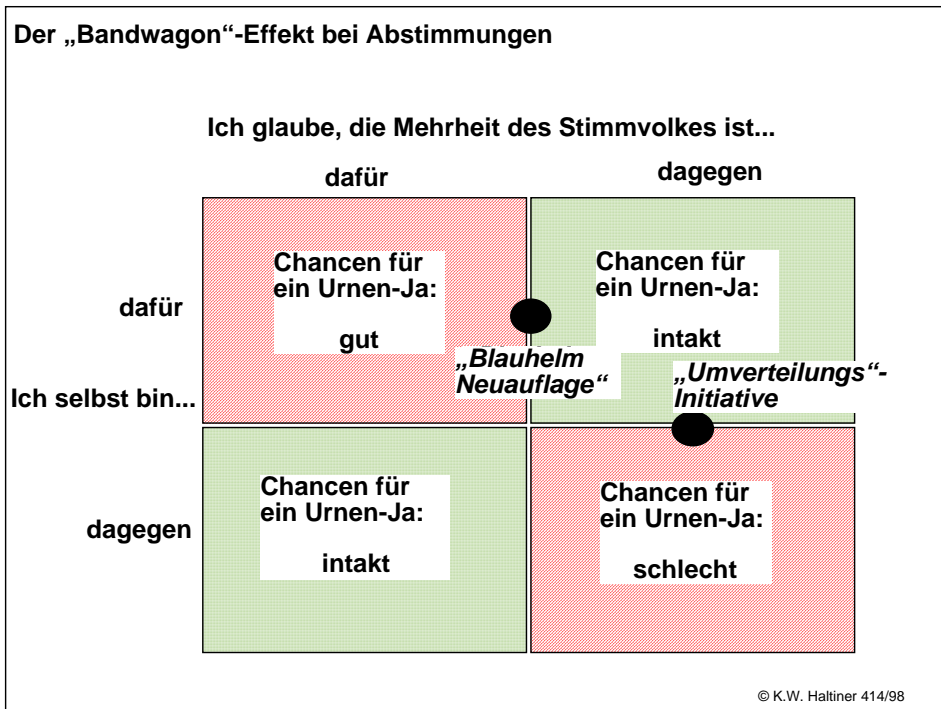 Der „Bandwagon“-Effekt bei Abstimmungen
Ich glaube, die Mehrheit des Stimmvolkes ist...
dafür
dagegen
dafür
Chancen für
ein Urnen-Ja:
gut
Chancen für
ein Urnen-Ja:
intakt
„Blauhelm
Neuauflage“
„Umverteilungs“-
Initiative
Ich selbst bin...
dagegen
Chancen für
ein Urnen-Ja:
intakt
Chancen für
ein Urnen-Ja:
schlecht
© K.W. Haltiner 414/98